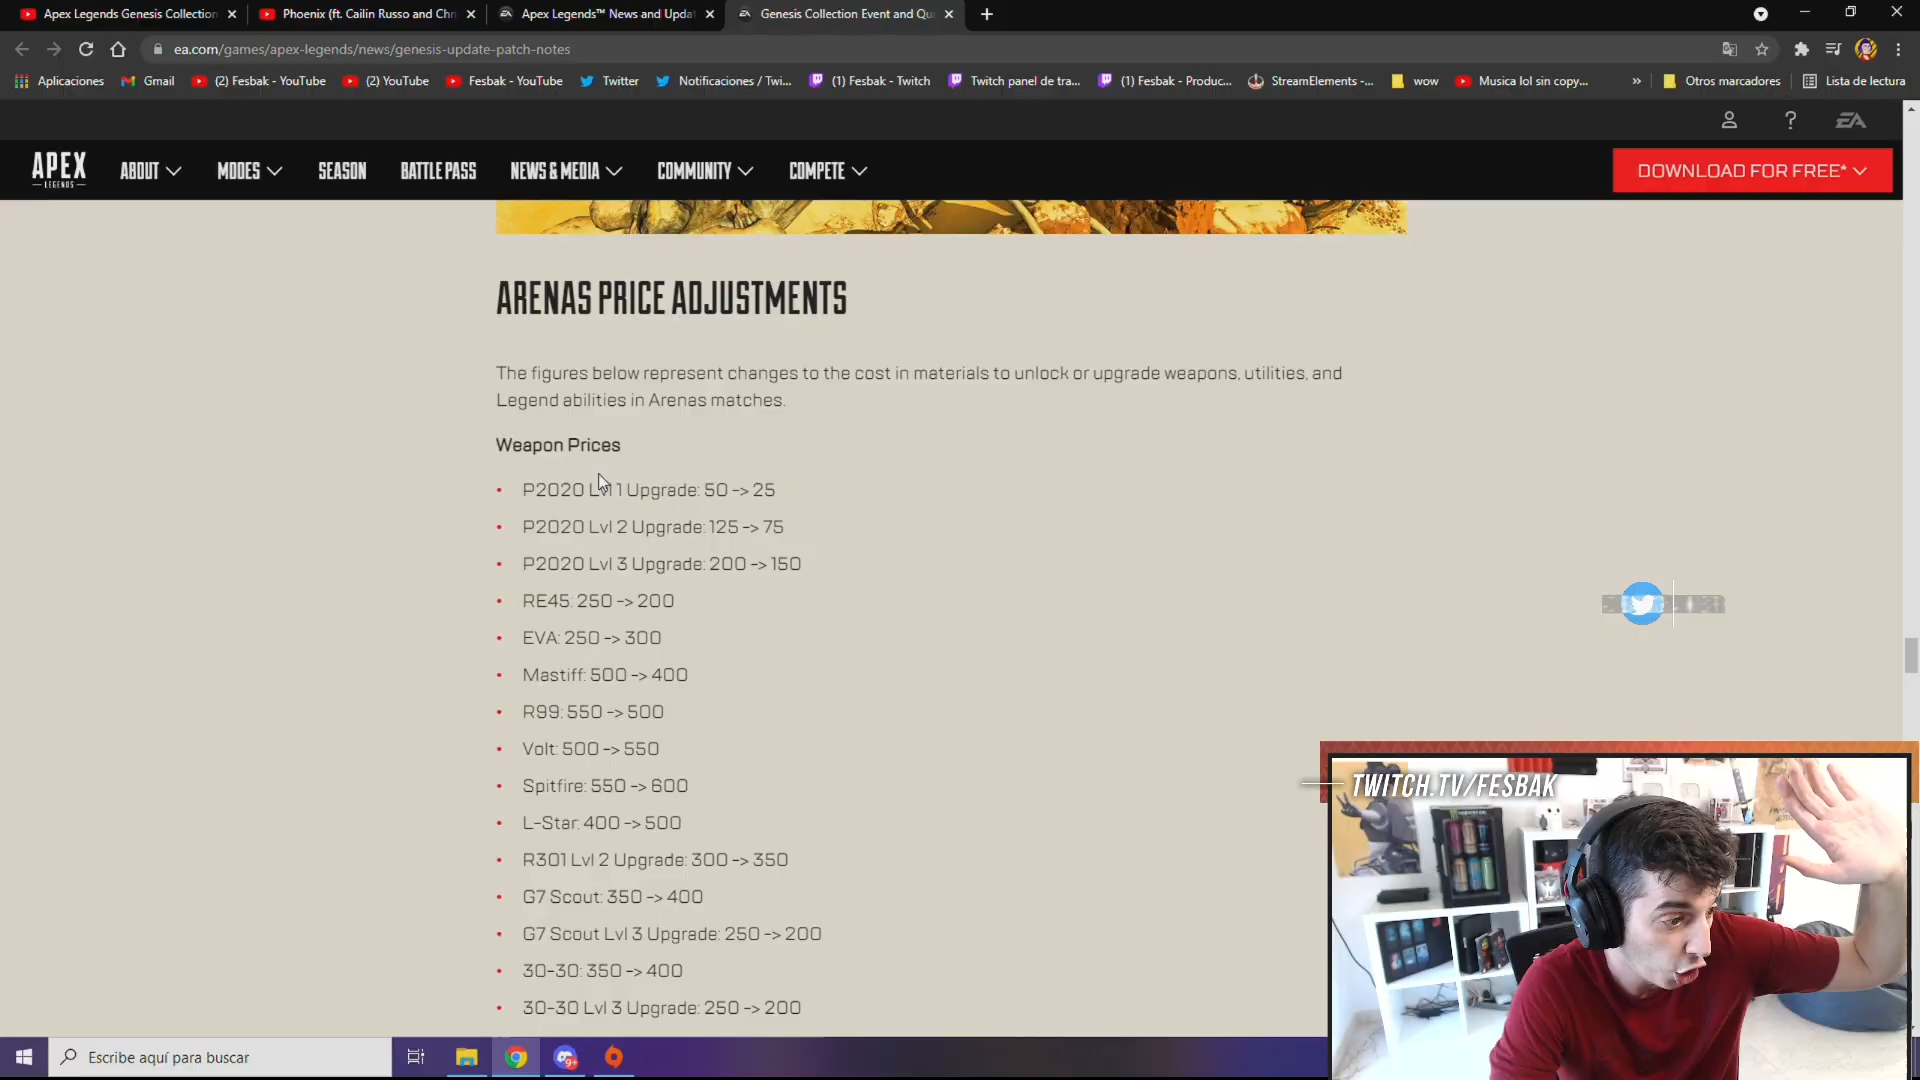 Apex Legends Genesis Collection
Phoenix (ft. Cailin Russo and Chr
Apex Legends™ News and Upda
Genesis Collection Event and Qu
ea.com/games/apex-legends/news/genesis-update-patch-notes
Aplicaciones
Gmail
(2) Fesbak - YouTube
(2) YouTube
Fesbak - YouTube
Twitter
Notificaciones / Twi...
(1) Fesbak - Twitch
Twitch panel de tra...
(1) Fesbak - Produc...
StreamElements -...
wow
Musica lol sin copy...
»
Otros marcadores
Lista de lectura
? EA
APEX
LEGENDS
ABOUT
MODES
SEASON
BATTLE PASS
NEWS & MEDIA
COMMUNITY
COMPETE
DOWNLOAD FOR FREE*
ARENAS PRICE ADJUSTMENTS
The figures below represent changes to the cost in materials to unlock or upgrade weapons, utilities, and
Legend abilities in Arenas matches.
Weapon Prices
• P2020 Lvl 1 Upgrade: 50 -> 25
• P2020 Lvl 2 Upgrade: 125 -> 75
• P2020 Lvl 3 Upgrade: 200 -> 150
• RE45: 250 -> 200
• EVA: 250 -> 300
• Mastiff: 500 -> 400
• R99: 550 -> 500
• Volt: 500 -> 550
• Spitfire: 550 -> 600
• L-Star: 400 -> 500
• R301 Lvl 2 Upgrade: 300 -> 350
• G7 Scout: 350 -> 400
• G7 Scout Lvl 3 Upgrade: 250 -> 200
• 30-30: 350 -> 400
• 30-30 Lvl 3 Upgrade: 250 -> 200
TWITCH.TV/FESBAK
Escribe aquí para buscar
9+